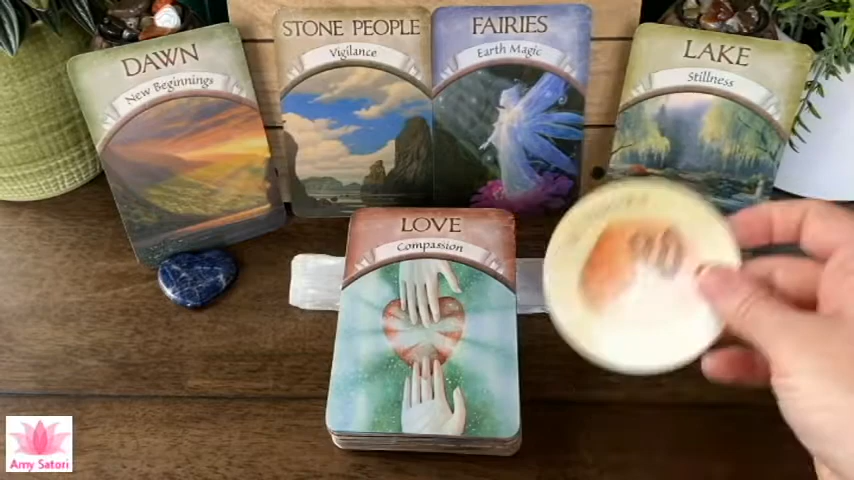 DAWN
New Beginnings
STONE PEOPLE
Vigilance
FAIRIES
Earth Magic
LAKE
Stillness
LOVE
Compassion
Amy Satori